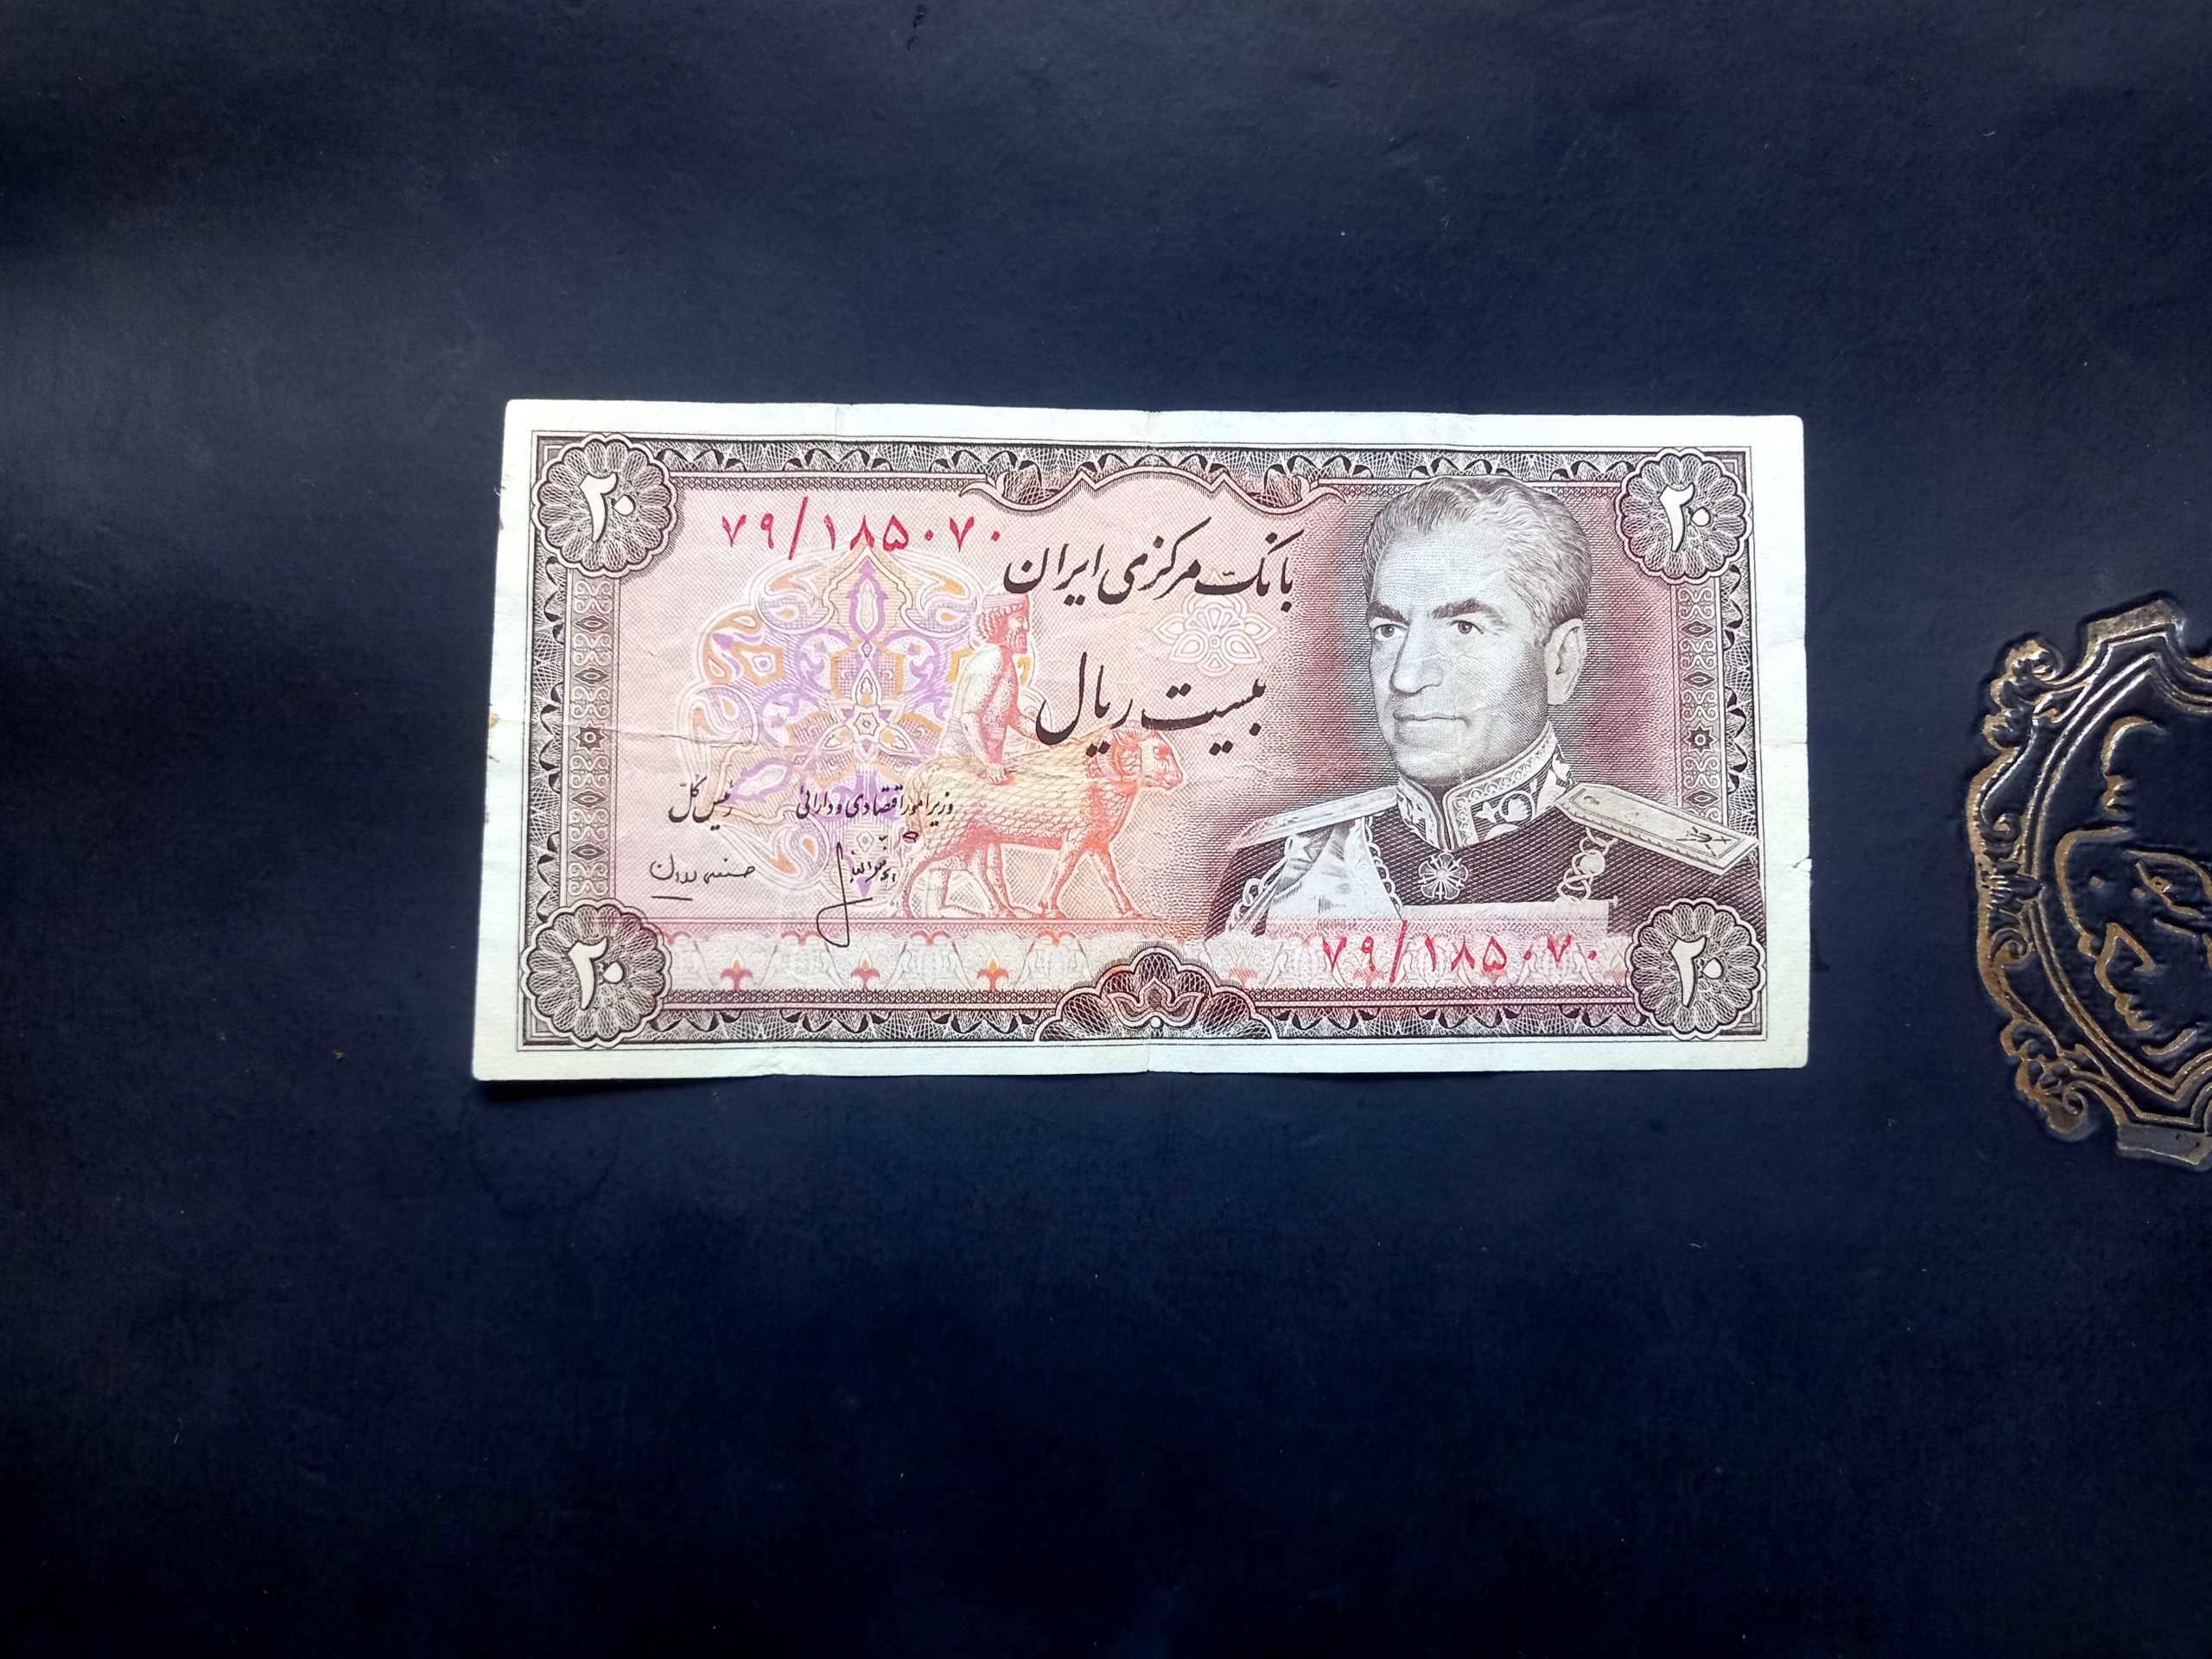 ۲۰
۲۰
۷۹/۱۸۵۰۷۰
بانک مرکزی ایران
بیست ریال
وزیر امور اقتصادی و دارائی
رئیس کل
۷۹/۱۸۵۰۷۰
۲۰
۲۰